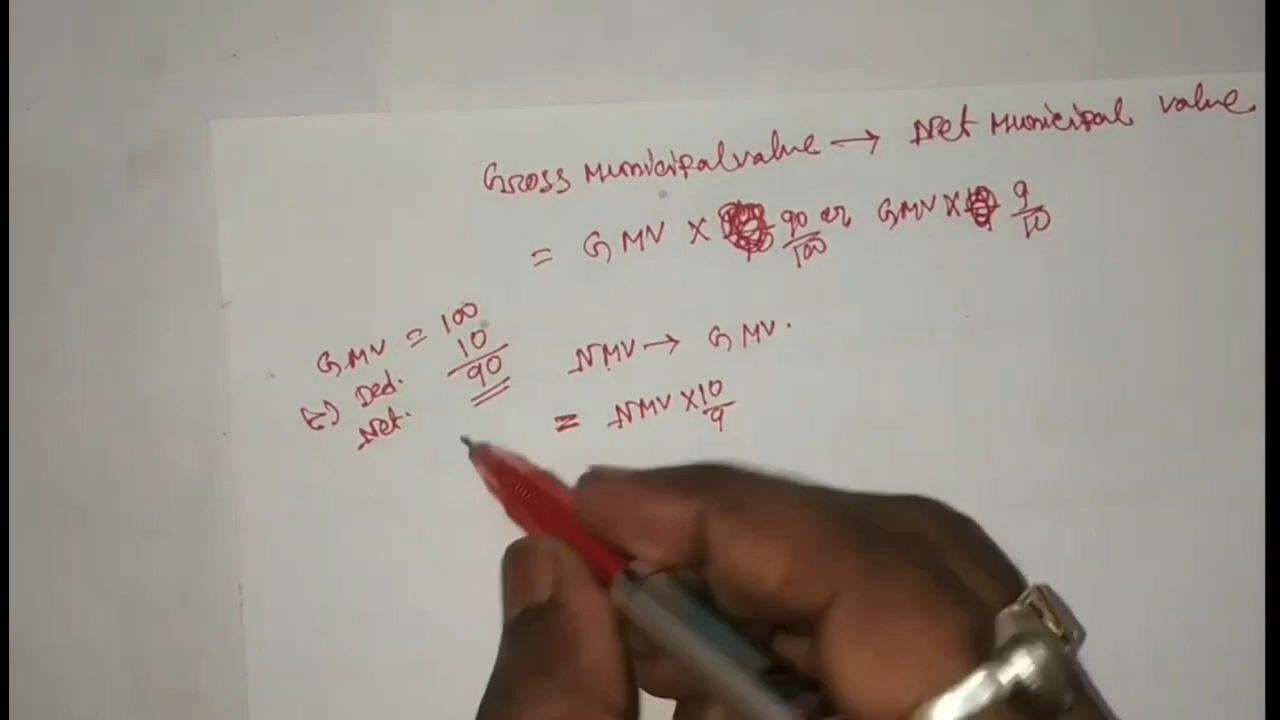 Gross Municipal value → Net Municipal value
= GMV × 90/100 or GMV × 9/10
GMV = 100
(-) Ded. 10
Net. 90
NMV → GMV.
= NMV × 10/9